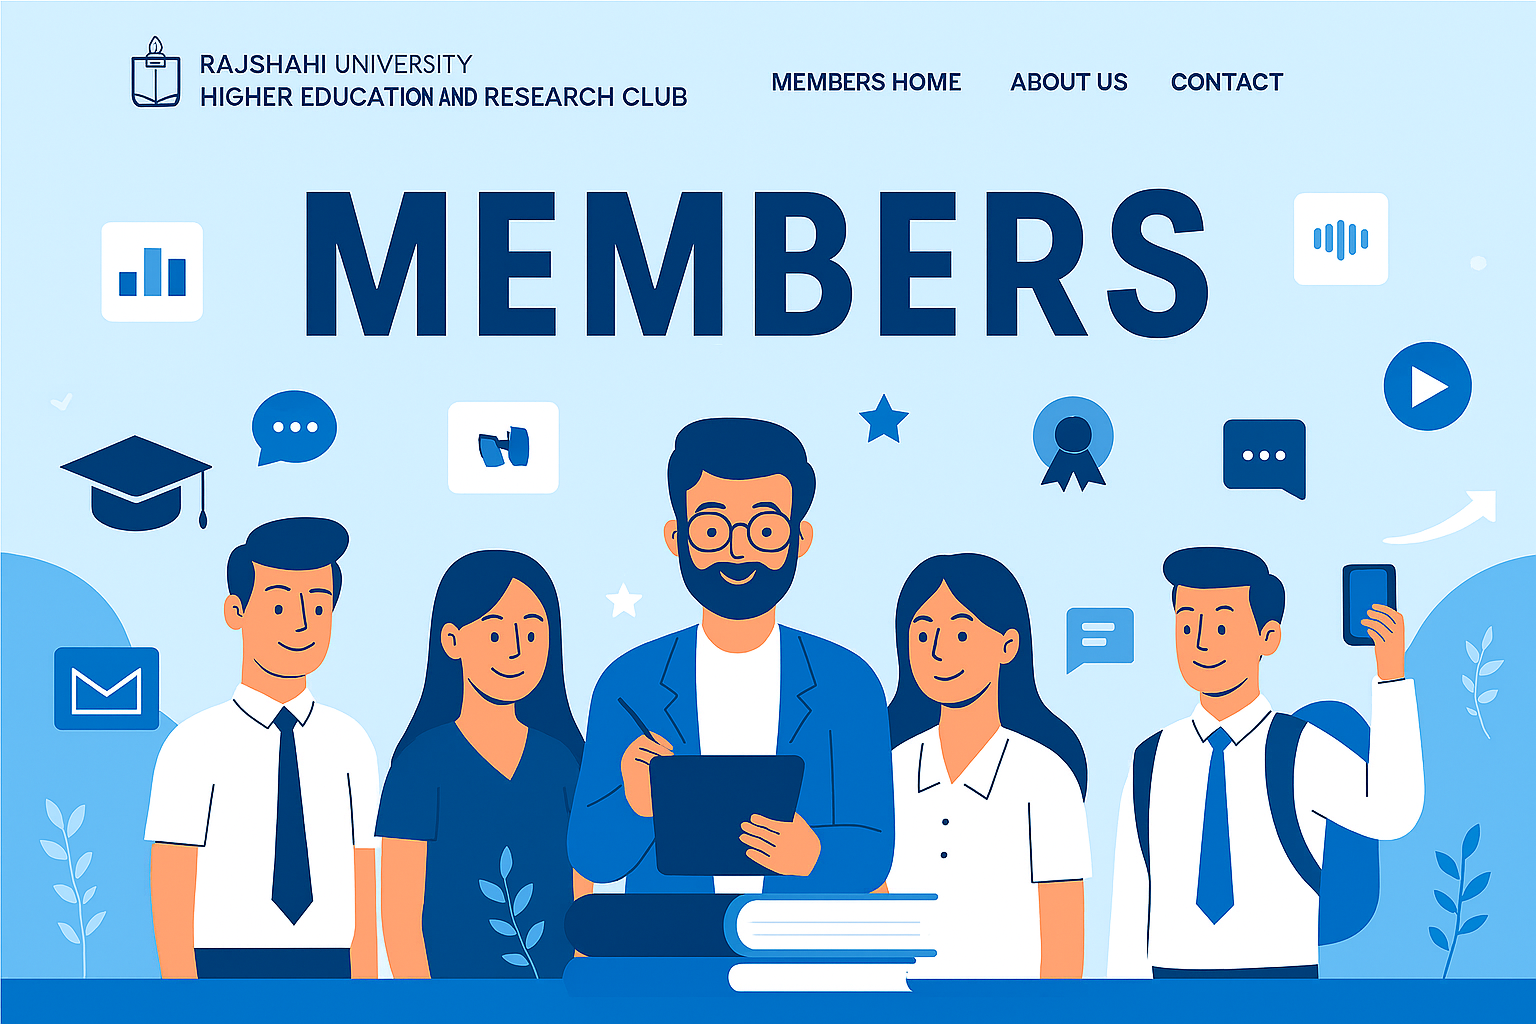 RAJSHAHI UNIVERSITY
HIGHER EDUCATION AND RESEARCH CLUB
MEMBERS HOME
ABOUT US
CONTACT
MEMBERS